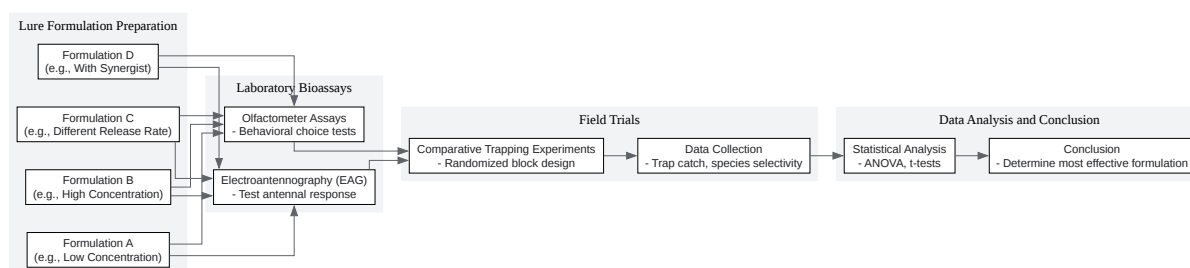 Lure Formulation Preparation
Formulation D
(e.g., With Synergist)
Formulation C
(e.g., Different Release Rate)
Formulation B
(e.g., High Concentration)
Formulation A
(e.g., Low Concentration)
Laboratory Bioassays
Olfactometer Assays
- Behavioral choice tests
Electroantennography (EAG)
- Test antennal response
Field Trials
Comparative Trapping Experiments
- Randomized block design
Data Collection
- Trap catch, species selectivity
Data Analysis and Conclusion
Statistical Analysis
- ANOVA, t-tests
Conclusion
- Determine most effective formulation